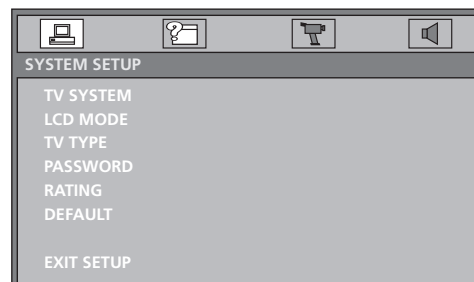 SYSTEM SETUP
TV SYSTEM
LCD MODE
TV TYPE
PASSWORD
RATING
DEFAULT
EXIT SETUP